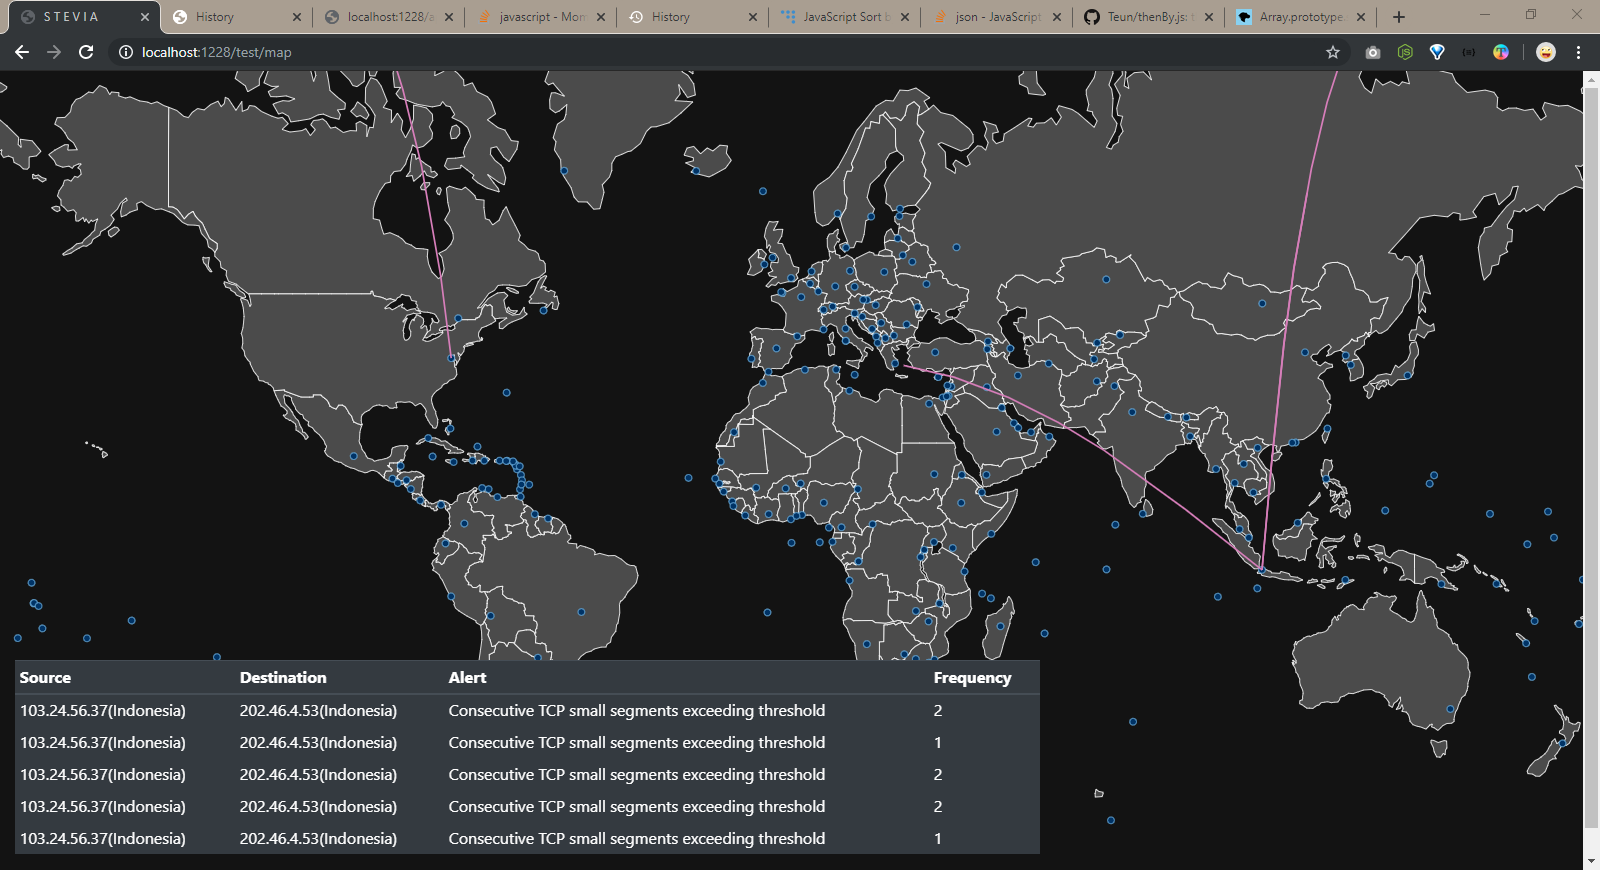 STEVIA
History
localhost:1228/a
javascript - Mon
History
JavaScript Sort b
json - JavaScript
Teun/thenBy.js: t
Array.prototype.
localhost:1228/test/map
Source Destination Alert Frequency
103.24.56.37(Indonesia) 202.46.4.53(Indonesia) Consecutive TCP small segments exceeding threshold 2
103.24.56.37(Indonesia) 202.46.4.53(Indonesia) Consecutive TCP small segments exceeding threshold 1
103.24.56.37(Indonesia) 202.46.4.53(Indonesia) Consecutive TCP small segments exceeding threshold 2
103.24.56.37(Indonesia) 202.46.4.53(Indonesia) Consecutive TCP small segments exceeding threshold 2
103.24.56.37(Indonesia) 202.46.4.53(Indonesia) Consecutive TCP small segments exceeding threshold 1